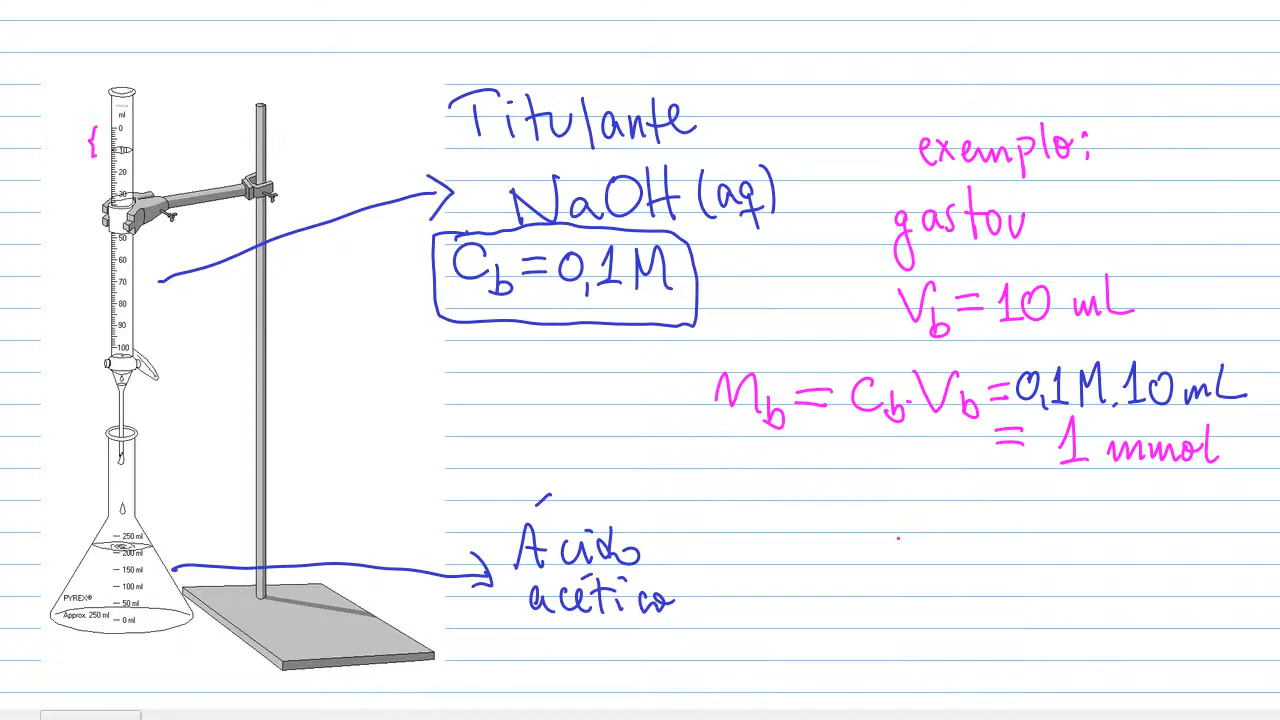 Titulante
NaOH (aq)
Cb = 0,1 M
exemplo:
gastou
Vb = 10 mL
nb = Cb . Vb = 0,1 M . 10 mL
= 1 mmol
Ácido
acético
ml
0
20
30
50
60
70
80
90
100
250 ml
200 ml
150 ml
100 ml
PYREX®
50 ml
Approx. 250 ml
0 ml